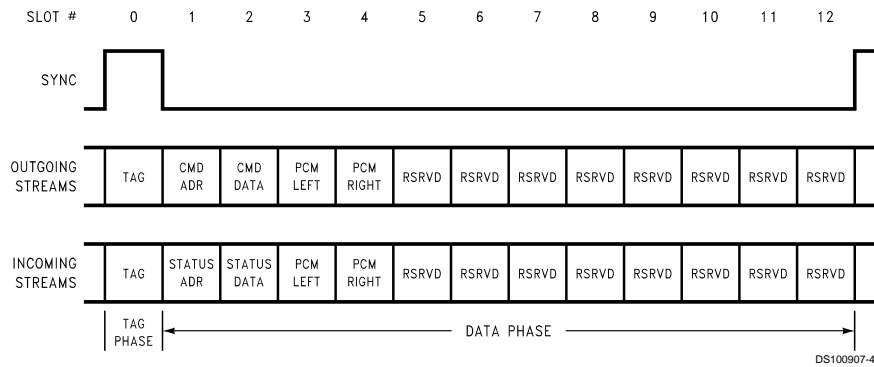 SLOT # 0 1 2 3 4 5 6 7 8 9 10 11 12
SYNC
OUTGOING
STREAMS
TAG
CMD
ADR
CMD
DATA
PCM
LEFT
PCM
RIGHT
RSRVD RSRVD RSRVD RSRVD RSRVD RSRVD RSRVD RSRVD
INCOMING
STREAMS
TAG
STATUS
ADR
STATUS
DATA
PCM
LEFT
PCM
RIGHT
RSRVD RSRVD RSRVD RSRVD RSRVD RSRVD RSRVD RSRVD
TAG
PHASE
DATA PHASE
DS100907-4